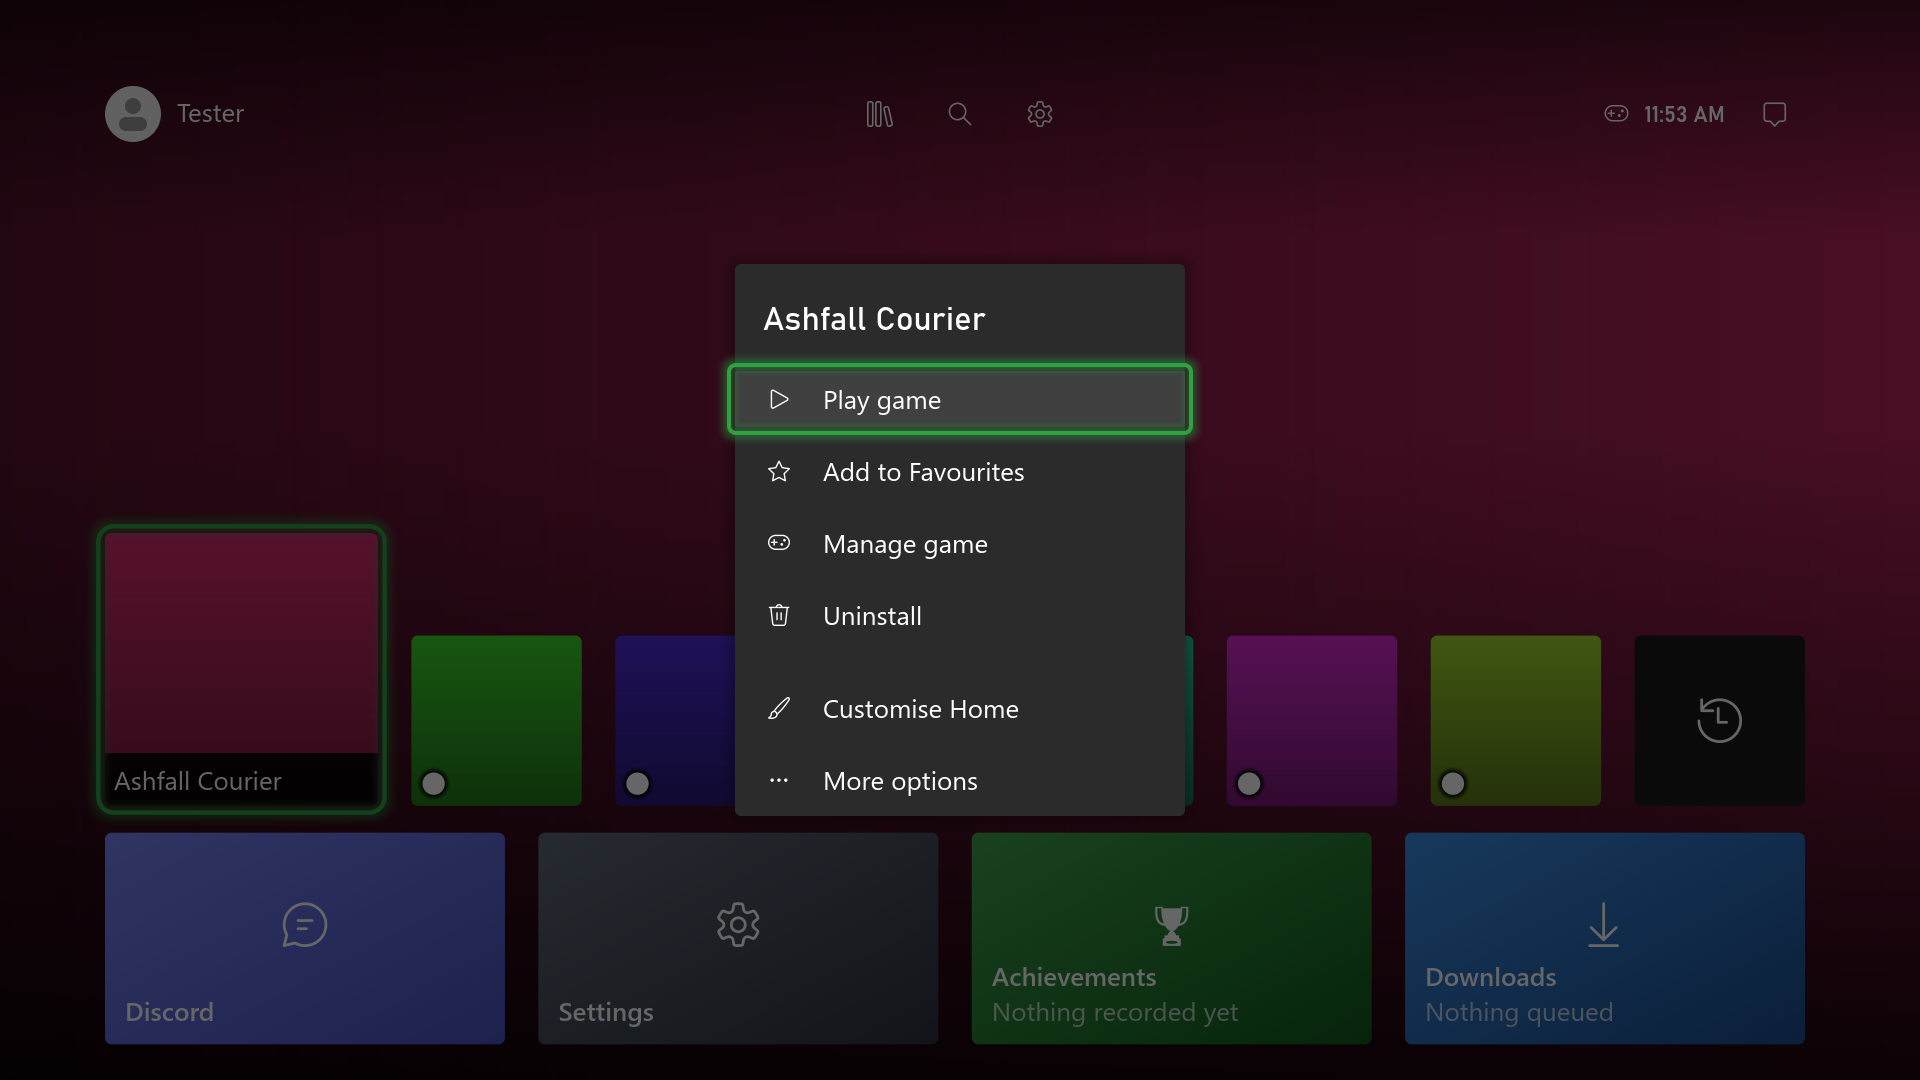 Tester
11:53 AM
Ashfall Courier
Play game
Add to Favourites
Manage game
Uninstall
Customise Home
More options
Ashfall Courier
Discord
Settings
Achievements
Nothing recorded yet
Downloads
Nothing queued